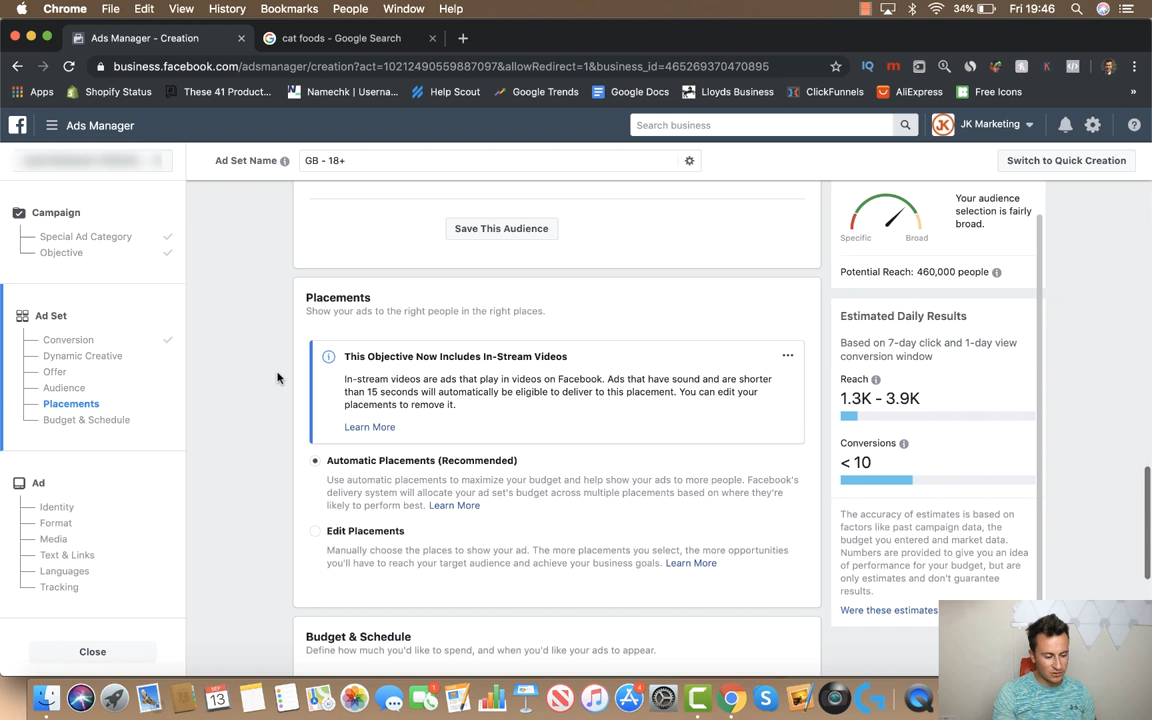 Chrome File Edit View History Bookmarks People Window Help 34% Fri 19:46
Ads Manager - Creation cat foods - Google Search
business.facebook.com/adsmanager/creation?act=10212490559887097&allowRedirect=1&business_id=465269370470895
Apps Shopify Status These 41 Product... Namechk | Userna... Help Scout Google Trends Google Docs Lloyds Business ClickFunnels AliExpress Free Icons »
Ads Manager Search business JK Marketing
Ad Set Name GB - 18+ Switch to Quick Creation
Campaign
Special Ad Category
Objective
Ad Set
Conversion
Dynamic Creative
Offer
Audience
Placements
Budget & Schedule
Ad
Identity
Format
Media
Text & Links
Languages
Tracking
Close
Save This Audience
Placements
Show your ads to the right people in the right places.
This Objective Now Includes In-Stream Videos
In-stream videos are ads that play in videos on Facebook. Ads that have sound and are shorter
than 15 seconds will automatically be eligible to deliver to this placement. You can edit your
placements to remove it.
Learn More
Automatic Placements (Recommended)
Use automatic placements to maximize your budget and help show your ads to more people. Facebook's
delivery system will allocate your ad set's budget across multiple placements based on where they're
likely to perform best. Learn More
Edit Placements
Manually choose the places to show your ad. The more placements you select, the more opportunities
you'll have to reach your target audience and achieve your business goals. Learn More
Budget & Schedule
Define how much you'd like to spend, and when you'd like your ads to appear.
Specific Broad
Your audience
selection is fairly
broad.
Potential Reach: 460,000 people
Estimated Daily Results
Based on 7-day click and 1-day view
conversion window
Reach
1.3K - 3.9K
Conversions
< 10
The accuracy of estimates is based on
factors like past campaign data, the
budget you entered and market data.
Numbers are provided to give you an idea
of performance for your budget, but are
only estimates and don't guarantee
results.
Were these estimates